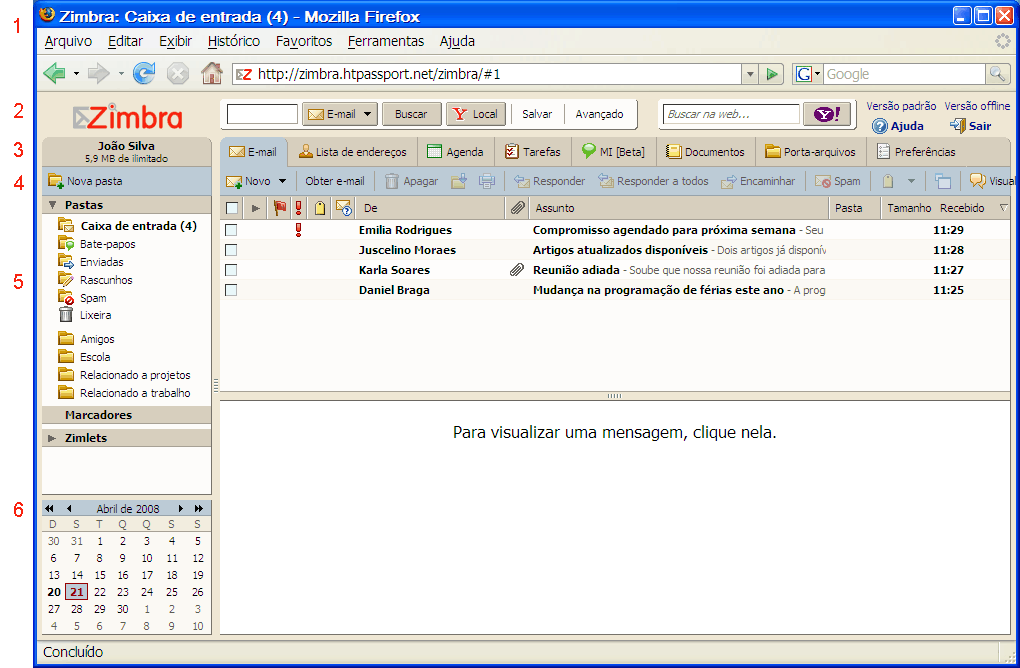 1
Zimbra: Caixa de entrada (4) - Mozilla Firefox
Arquivo Editar Exibir Histórico Favoritos Ferramentas Ajuda
http://zimbra.htpassport.net/zimbra/#1 G Google
2
Zimbra E-mail Buscar Y Local Salvar Avançado Buscar na web... Y! Versão padrão Versão offline
Ajuda Sair
3
João Silva
5,9 MB de ilimitado
E-mail Lista de endereços Agenda Tarefas MI [Beta] Documentos Porta-arquivos Preferências
4
Nova pasta Novo Obter e-mail Apagar Responder Responder a todos Encaminhar Spam Visual
Pastas De Assunto Pasta Tamanho Recebido
Caixa de entrada (4)
Bate-papos
Enviadas
5
Rascunhos
Spam
Lixeira
Amigos
Escola
Relacionado a projetos
Relacionado a trabalho
Marcadores
Zimlets
Emilia Rodrigues Compromisso agendado para próxima semana - Seu 11:29
Juscelino Moraes Artigos atualizados disponíveis - Dois artigos já disponív 11:28
Karla Soares Reunião adiada - Soube que nossa reunião foi adiada para 11:27
Daniel Braga Mudança na programação de férias este ano - A prog 11:25
Para visualizar uma mensagem, clique nela.
6
Abril de 2008
D S T Q Q S S
30 31 1 2 3 4 5
6 7 8 9 10 11 12
13 14 15 16 17 18 19
20 21 22 23 24 25 26
27 28 29 30 1 2 3
4 5 6 7 8 9 10
Concluído